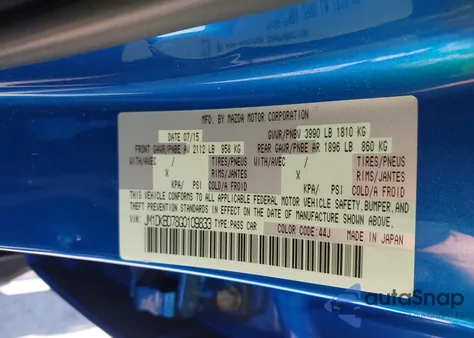 MFD. BY MAZDA MOTOR CORPORATION
DATE 07/15 GVWR/PNBV 3990 LB 1810 KG
FRONT GAWR/PNBE AV 2112 LB 958 KG REAR GAWR/PNBE AR 1896 LB 860 KG
WITH/AVEC / TIRES/PNEUS WITH/AVEC / TIRES/PNEUS
X RIMS/JANTES X RIMS/JANTES
KPA/ PSI COLD/A FROID KPA/ PSI COLD/A FROID
THIS VEHICLE CONFORMS TO ALL APPLICABLE FEDERAL MOTOR VEHICLE SAFETY, BUMPER, AND
THEFT PREVENTION STANDARDS IN EFFECT ON THE DATE OF MANUFACTURE SHOWN ABOVE.
VIN: JM1DKBD78G0109833 TYPE: PASS CAR
COLOR CODE: 44J MADE IN JAPAN
autoSnap